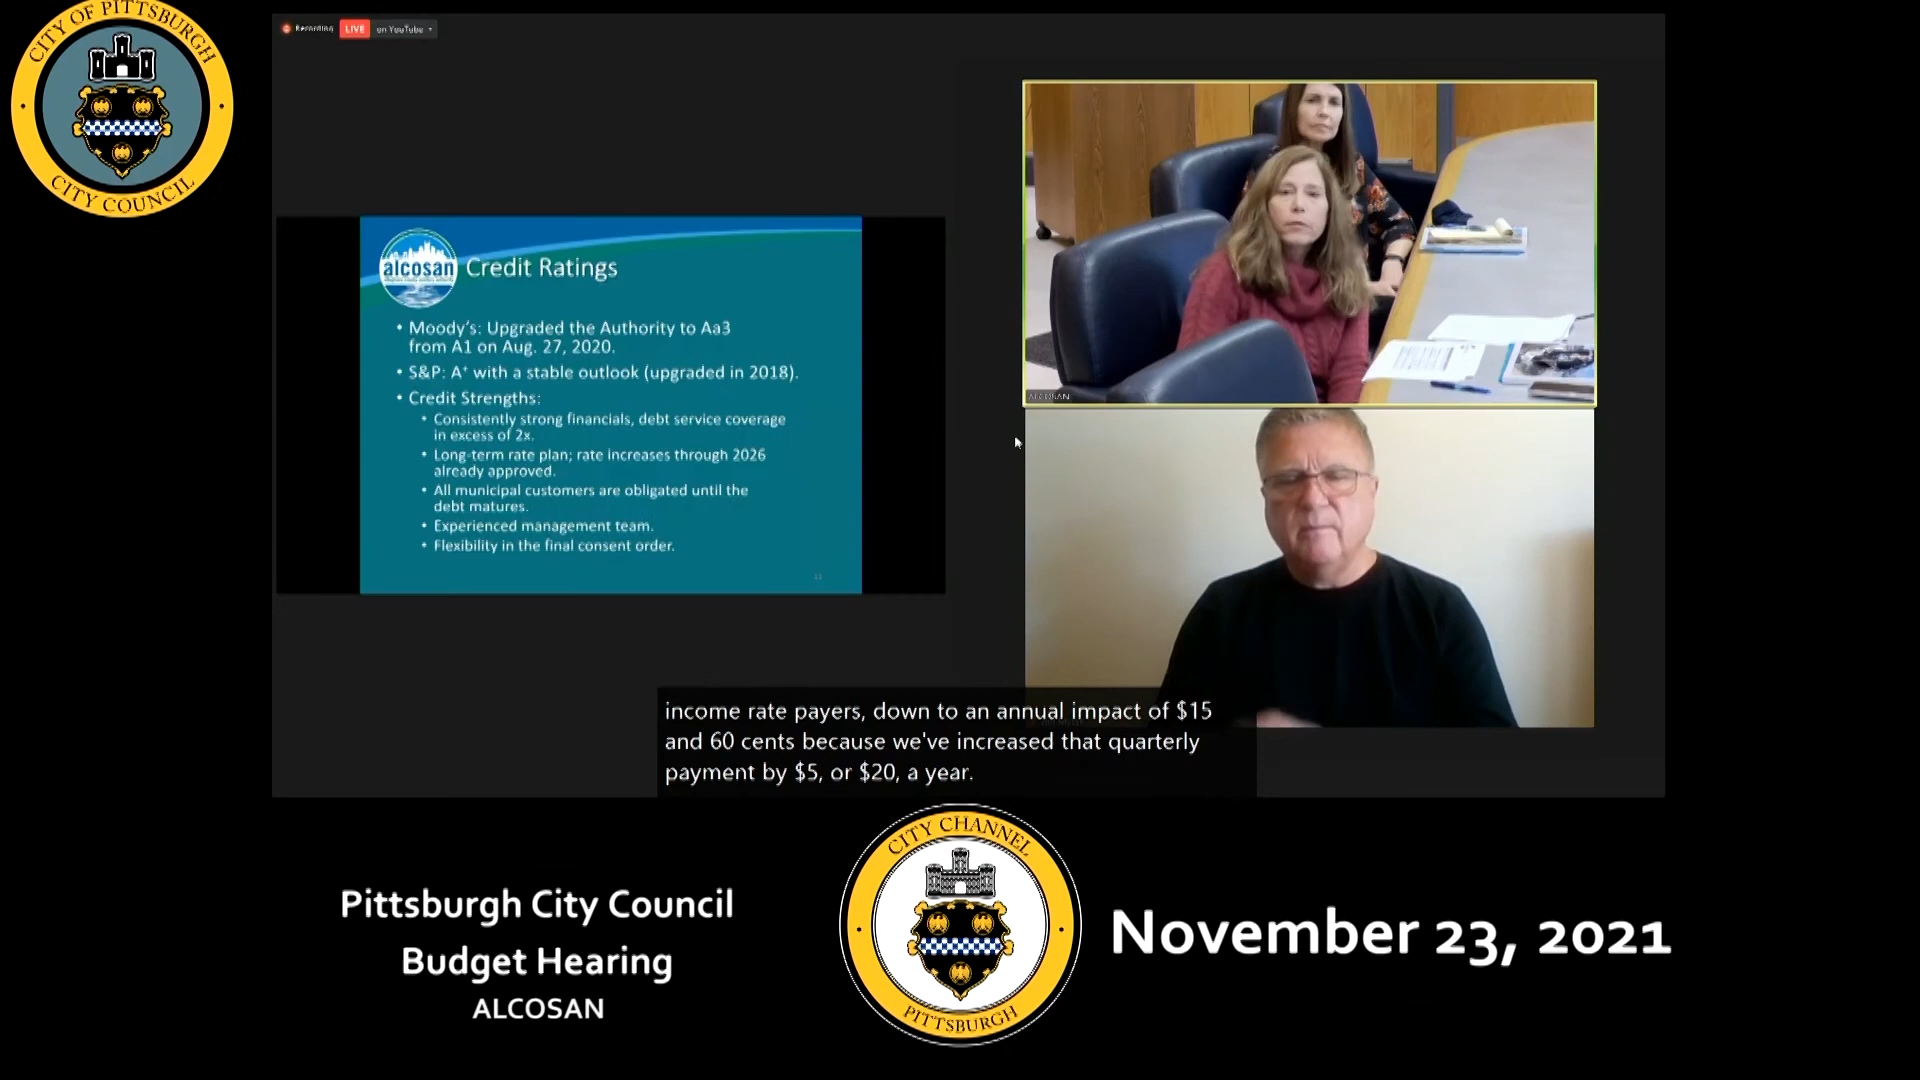 CITY OF PITTSBURGH
CITY COUNCIL
Recording
LIVE
on YouTube
alcosan
Credit Ratings
• Moody's: Upgraded the Authority to Aa3
from A1 on Aug. 27, 2020.
• S&P: A+ with a stable outlook (upgraded in 2018).
• Credit Strengths:
• Consistently strong financials, debt service coverage
in excess of 2x.
• Long-term rate plan; rate increases through 2026
already approved.
• All municipal customers are obligated until the
debt matures.
• Experienced management team.
• Flexibility in the final consent order.
ALCOSAN
income rate payers, down to an annual impact of $15
and 60 cents because we've increased that quarterly
payment by $5, or $20, a year.
Pittsburgh City Council
Budget Hearing
ALCOSAN
CITY CHANNEL
PITTSBURGH
November 23, 2021